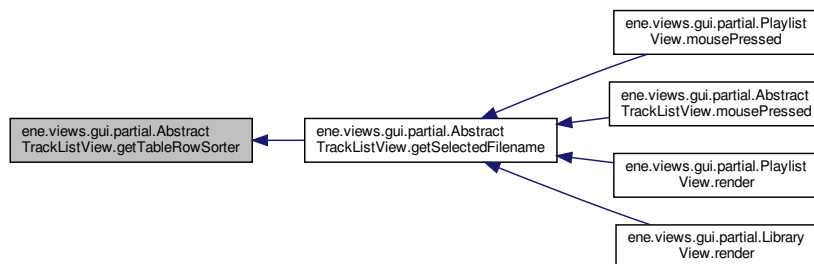 ene.views.gui.partial.Abstract
TrackListView.getTableRowSorter
ene.views.gui.partial.Abstract
TrackListView.getSelectedFilename
ene.views.gui.partial.Playlist
View.mousePressed
ene.views.gui.partial.Abstract
TrackListView.mousePressed
ene.views.gui.partial.Playlist
View.render
ene.views.gui.partial.Library
View.render